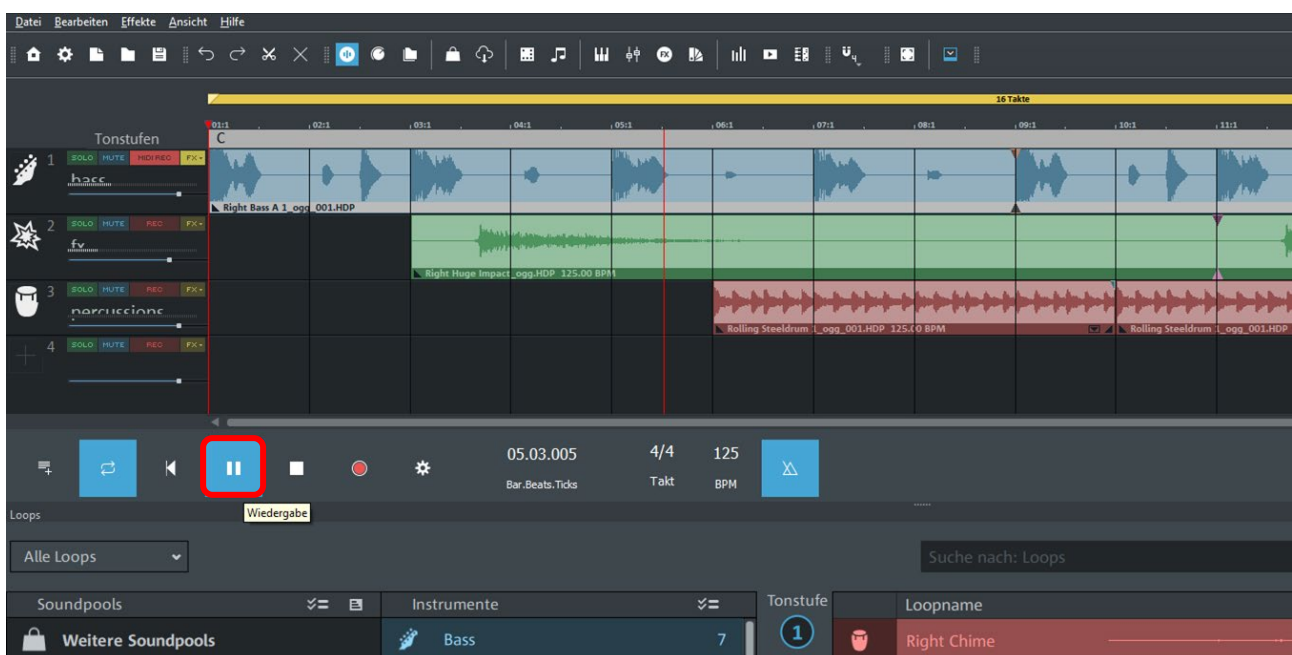 Datei Bearbeiten Effekte Ansicht Hilfe
16 Takte
01:1 02:1 03:1 04:1 05:1 06:1 07:1 08:1 09:1 10:1 11:1
Tonstufen C
1 SOLO MUTE MIDI REC FX
bass
Right Bass A 1_ogg_001.HDP
2 SOLO MUTE REC FX
fx
Right Huge Impact_ogg.HDP 125.00 BPM
3 SOLO MUTE REC FX
percussions
Rolling Steeldrum 1_ogg_001.HDP 125.00 BPM Rolling Steeldrum 1_ogg_001.HDP
4 SOLO MUTE REC FX
05.03.005 4/4 125
Bar.Beats.Ticks Takt BPM
Wiedergabe
Loops
Alle Loops Suche nach: Loops
Soundpools Instrumente Tonstufe Loopname
Weitere Soundpools Bass 7 1 Right Chime